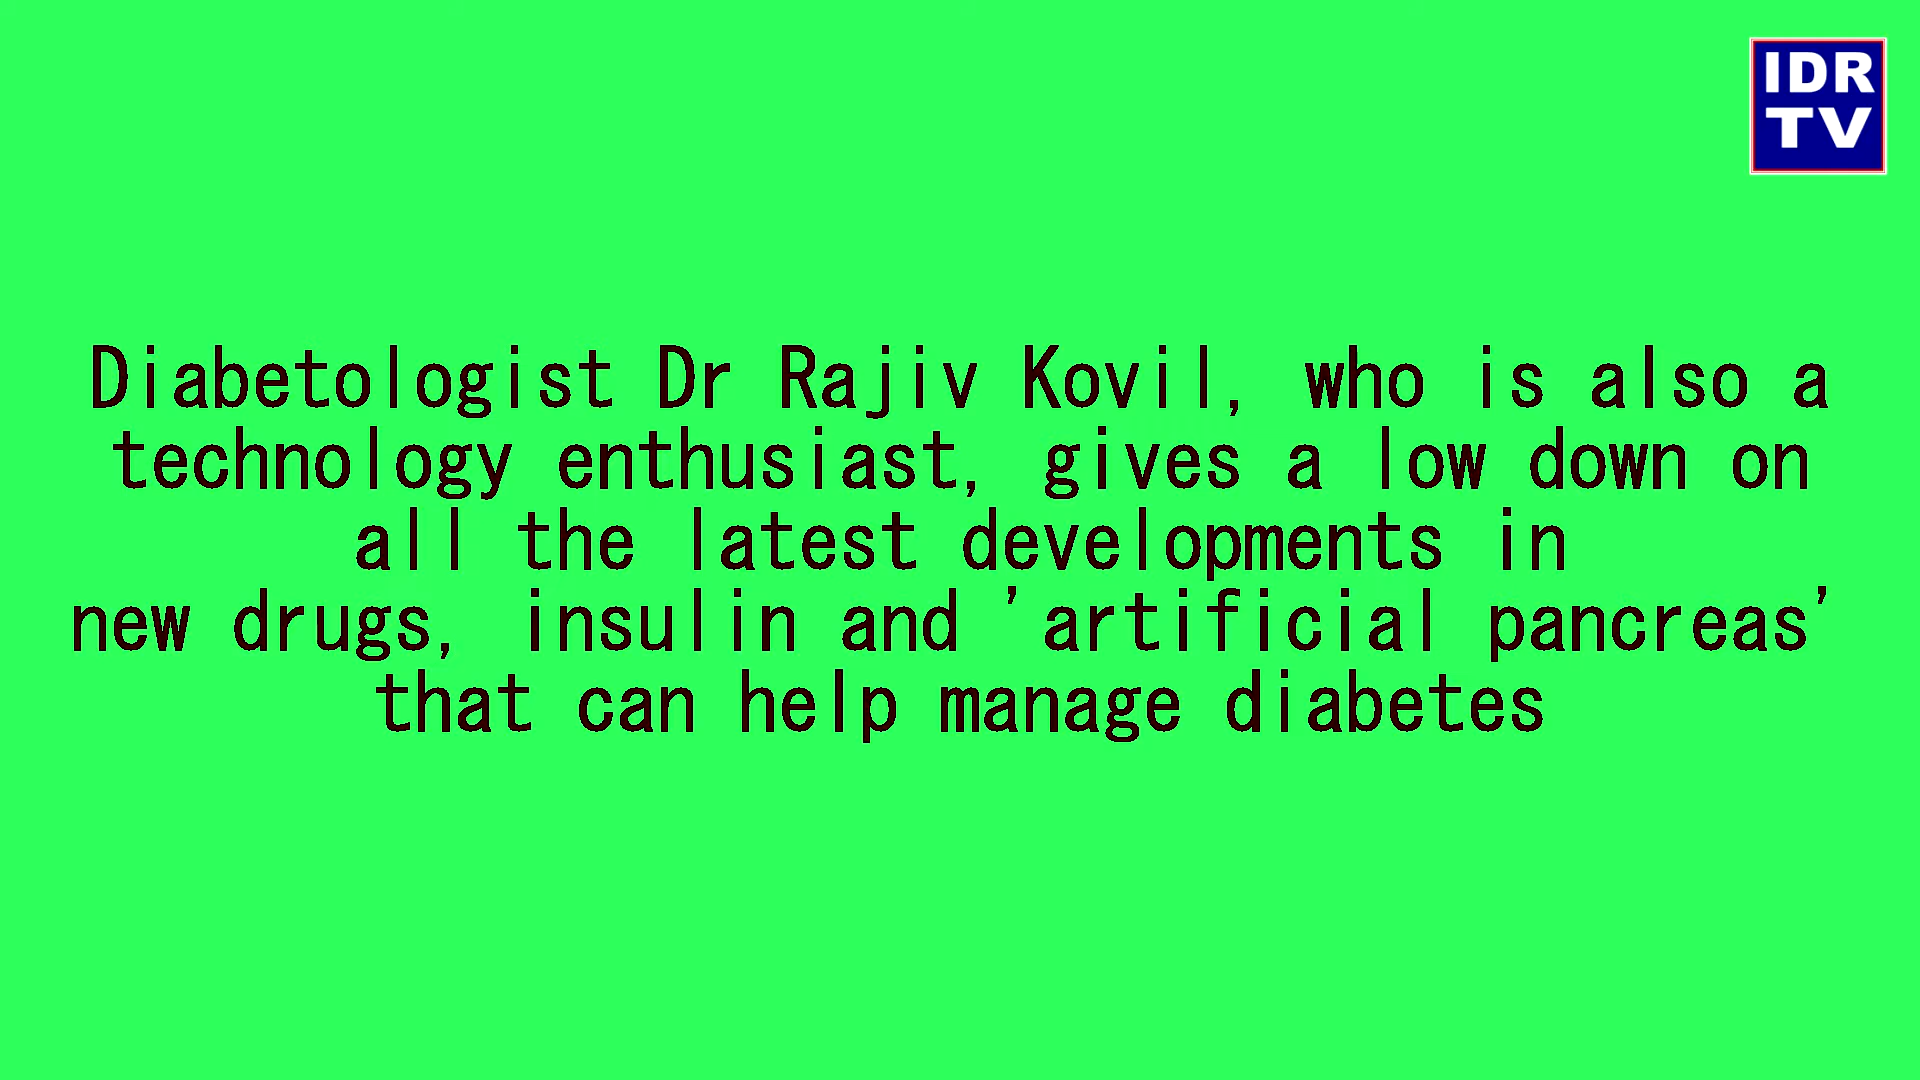 IDR
TV
Diabetologist Dr Rajiv Kovil, who is also a
technology enthusiast, gives a low down on
all the latest developments in
new drugs, insulin and 'artificial pancreas'
that can help manage diabetes